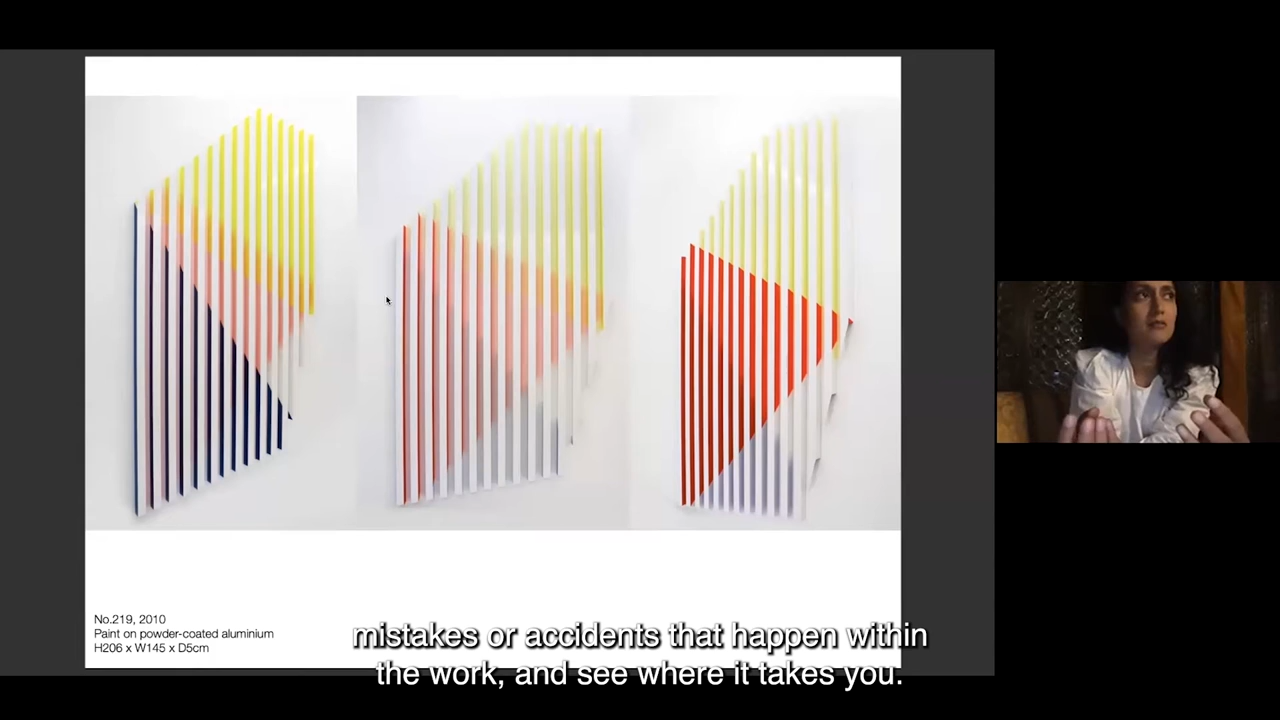 No.219, 2010
Paint on powder-coated aluminium
H206 x W145 x D5cm
mistakes or accidents that happen within
the work, and see where it takes you.